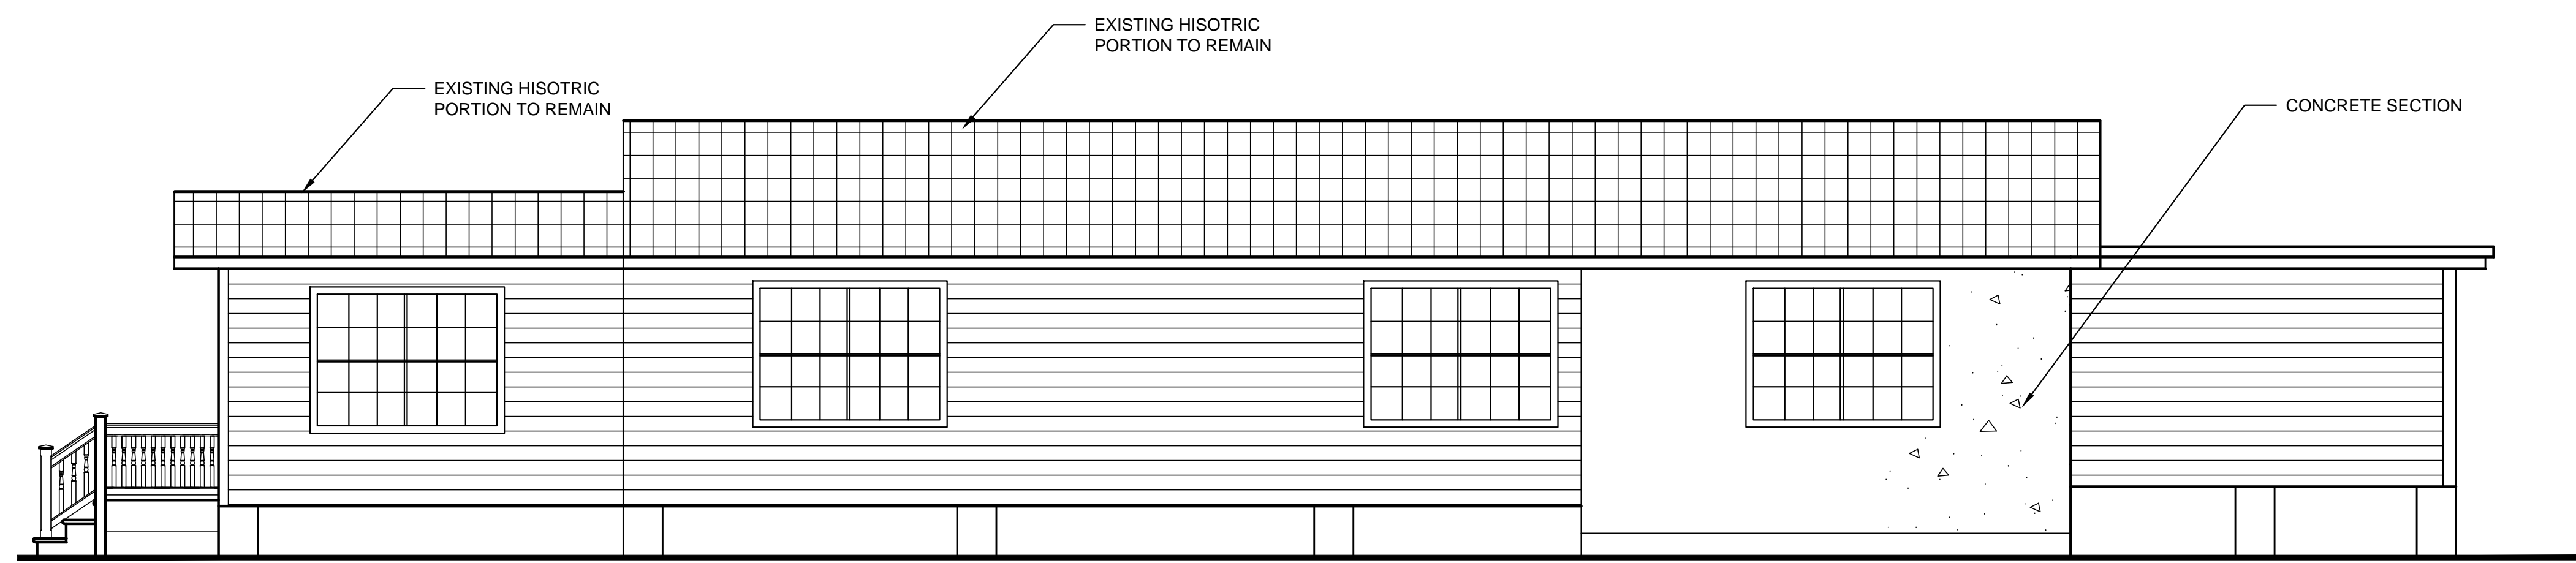 EXISTING HISOTRIC
PORTION TO REMAIN
EXISTING HISOTRIC
PORTION TO REMAIN
CONCRETE SECTION